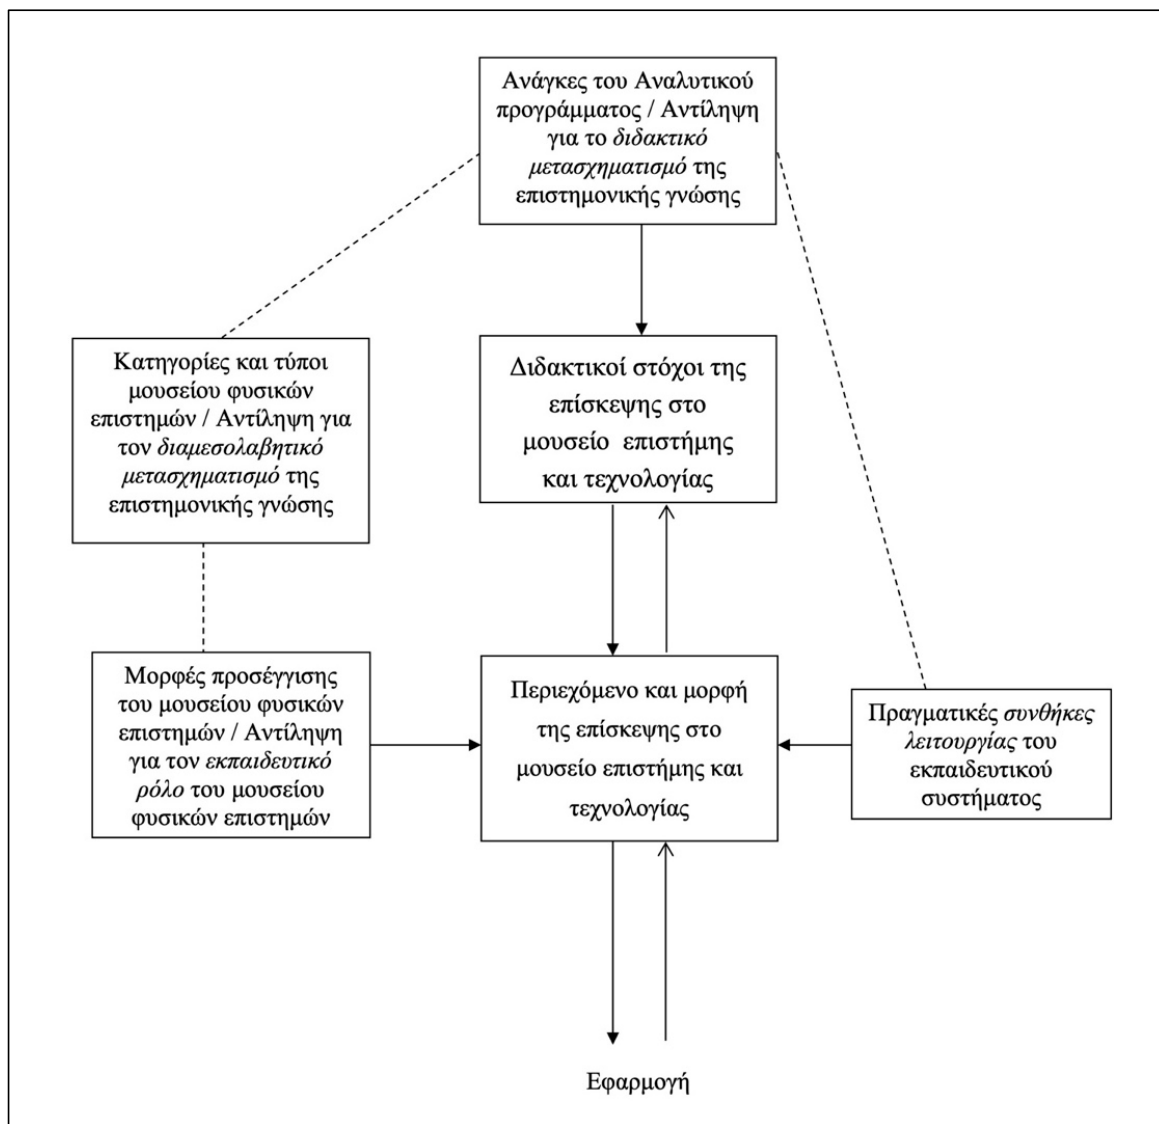 Ανάγκες του Αναλυτικού
προγράμματος / Αντίληψη
για το διδακτικό
μετασχηματισμό της
επιστημονικής γνώσης
Κατηγορίες και τύποι
μουσείου φυσικών
επιστημών / Αντίληψη για
τον διαμεσολαβητικό
μετασχηματισμό της
επιστημονικής γνώσης
Διδακτικοί στόχοι της
επίσκεψης στο
μουσείο επιστήμης
και τεχνολογίας
Μορφές προσέγγισης
του μουσείου φυσικών
επιστημών / Αντίληψη
για τον εκπαιδευτικό
ρόλο του μουσείου
φυσικών επιστημών
Περιεχόμενο και μορφή
της επίσκεψης στο
μουσείο επιστήμης και
τεχνολογίας
Πραγματικές συνθήκες
λειτουργίας του
εκπαιδευτικού
συστήματος
Εφαρμογή